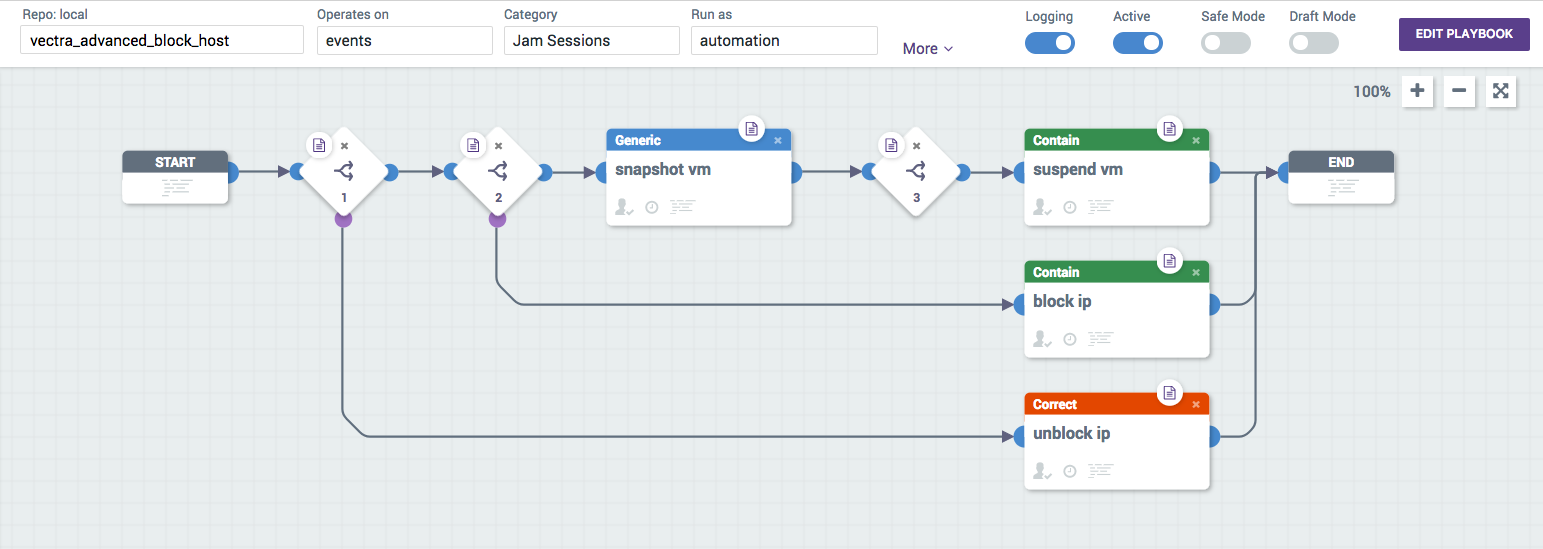 Repo: local
Operates on
Category
Run as
Logging
Active
Safe Mode
Draft Mode
vectra_advanced_block_host
events
Jam Sessions
automation
More
EDIT PLAYBOOK
100%
START
1
2
Generic
snapshot vm
3
Contain
suspend vm
END
Contain
block ip
Correct
unblock ip